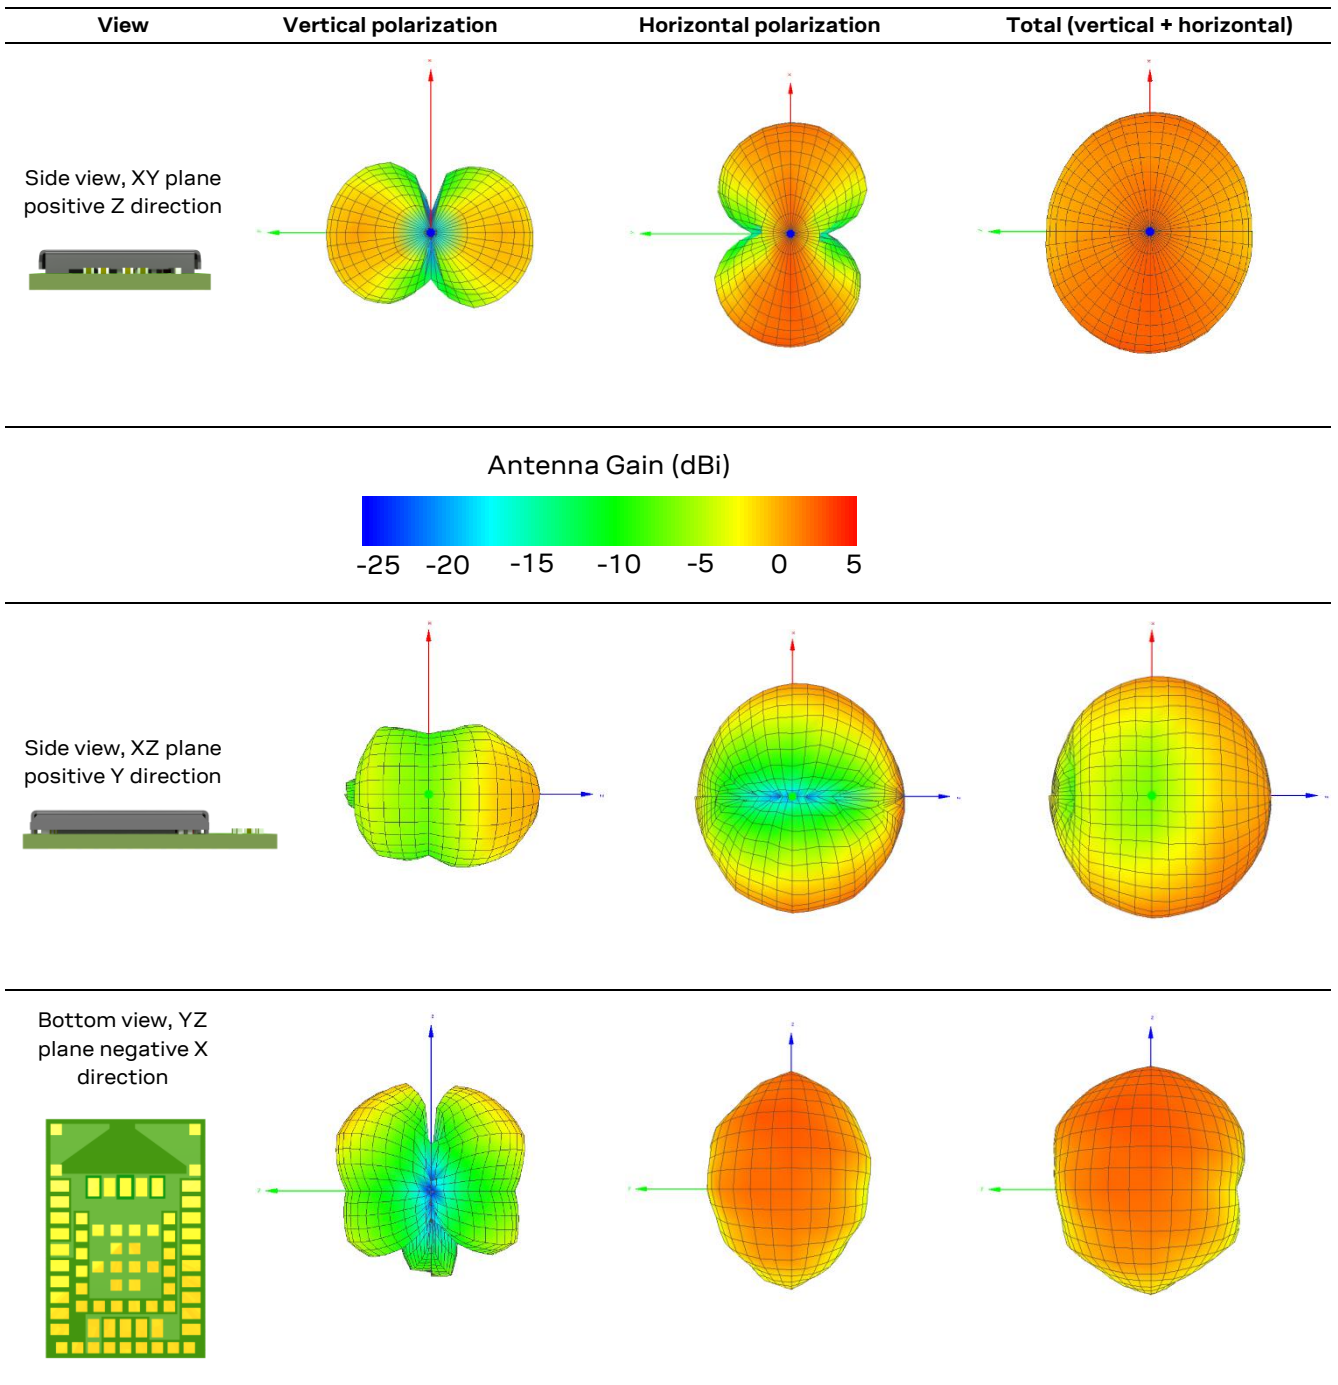 View Vertical polarization Horizontal polarization Total (vertical + horizontal)
Side view, XY plane
positive Z direction
Antenna Gain (dBi)
-25 -20 -15 -10 -5 0 5
Side view, XZ plane
positive Y direction
Bottom view, YZ
plane negative X
direction